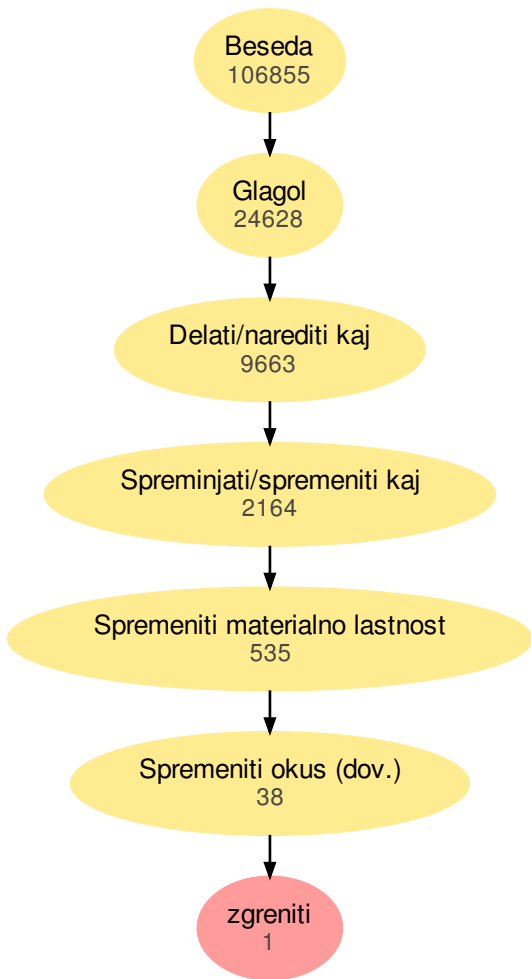 Beseda
106855
Glagol
24628
Delati/narediti kaj
9663
Spreminjati/spremeniti kaj
2164
Spremeniti materialno lastnost
535
Spremeniti okus (dov.)
38
zgreniti
1